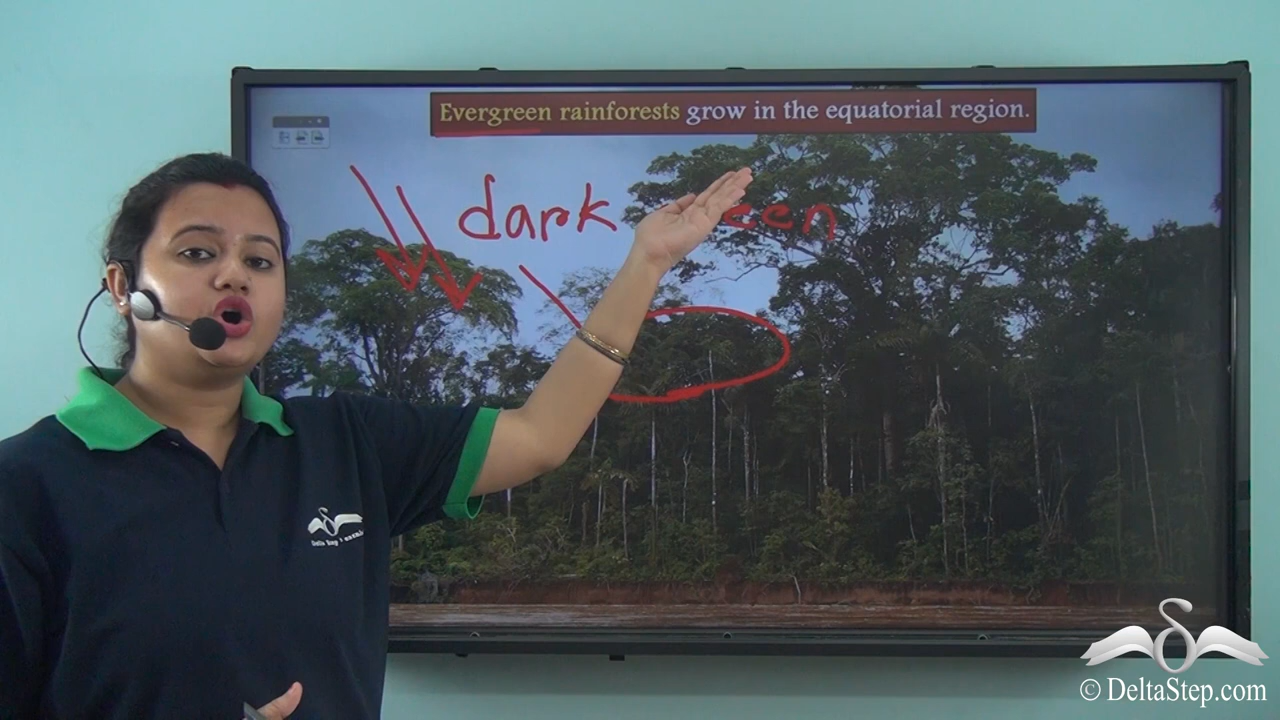 Evergreen rainforests grow in the equatorial region.
dark een
© DeltaStep.com